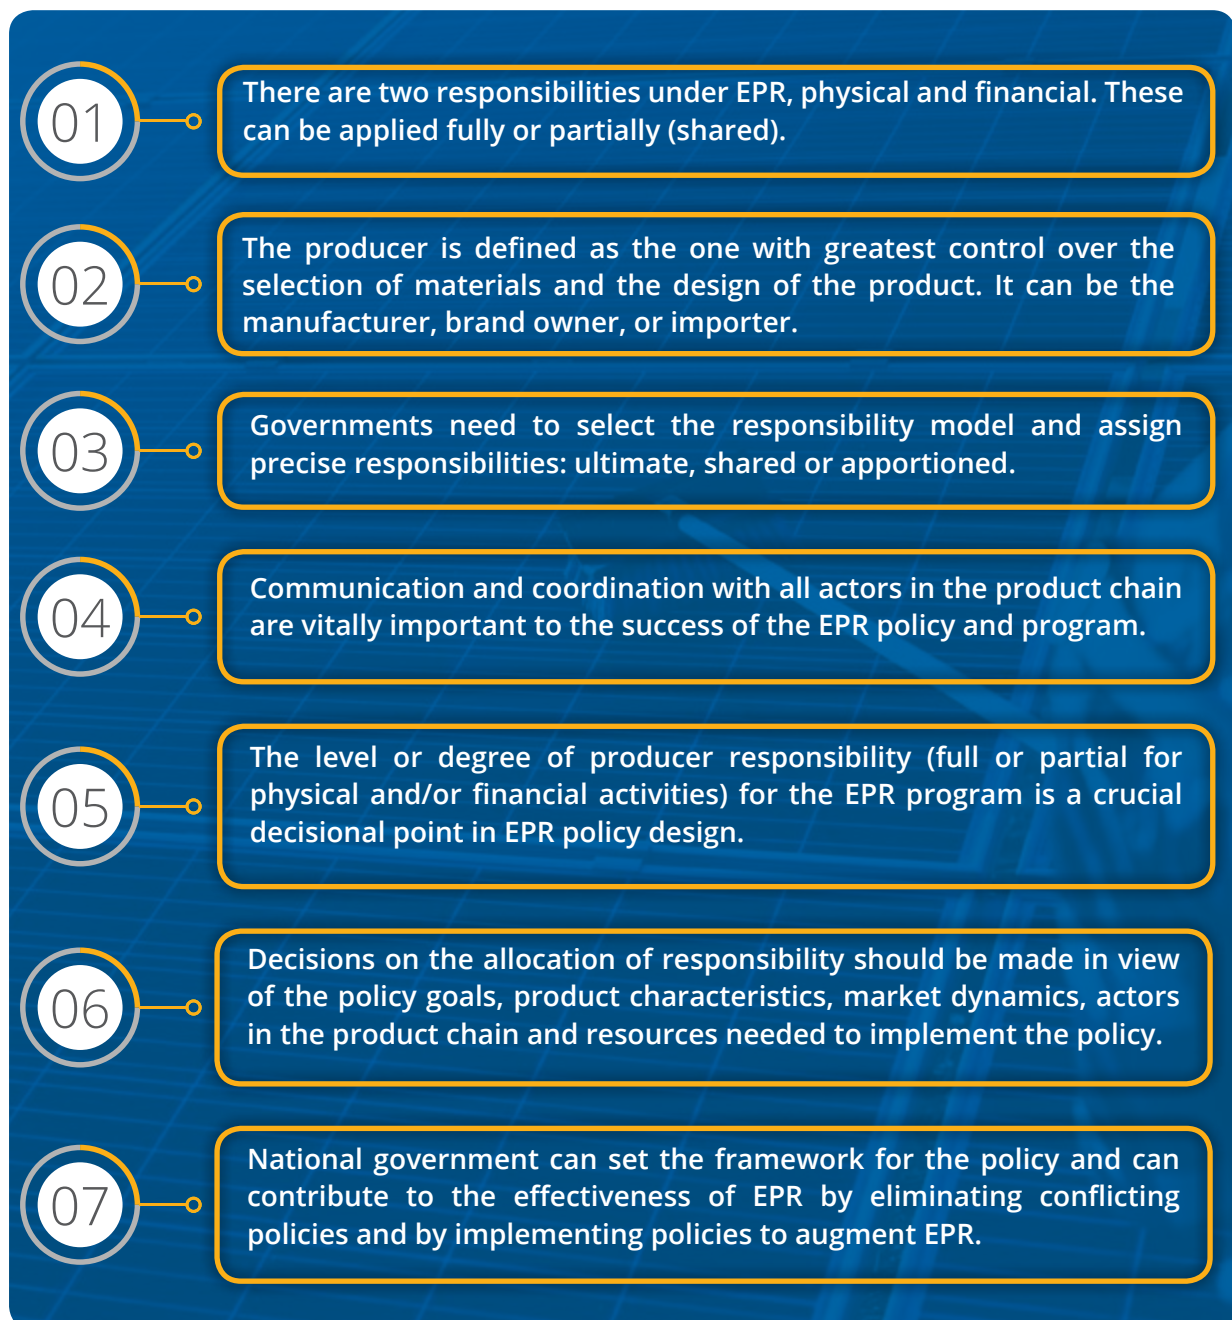 01
There are two responsibilities under EPR, physical and financial. These
can be applied fully or partially (shared).
02
The producer is defined as the one with greatest control over the
selection of materials and the design of the product. It can be the
manufacturer, brand owner, or importer.
03
Governments need to select the responsibility model and assign
precise responsibilities: ultimate, shared or apportioned.
04
Communication and coordination with all actors in the product chain
are vitally important to the success of the EPR policy and program.
05
The level or degree of producer responsibility (full or partial for
physical and/or financial activities) for the EPR program is a crucial
decisional point in EPR policy design.
06
Decisions on the allocation of responsibility should be made in view
of the policy goals, product characteristics, market dynamics, actors
in the product chain and resources needed to implement the policy.
07
National government can set the framework for the policy and can
contribute to the effectiveness of EPR by eliminating conflicting
policies and by implementing policies to augment EPR.